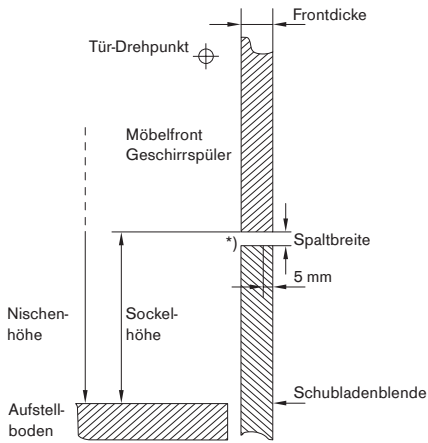 Frontdicke
Tür-Drehpunkt
Möbelfront
Geschirrspüler
*)
Spaltbreite
5 mm
Nischen-
höhe
Sockel-
höhe
Schubladenblende
Aufstell-
boden